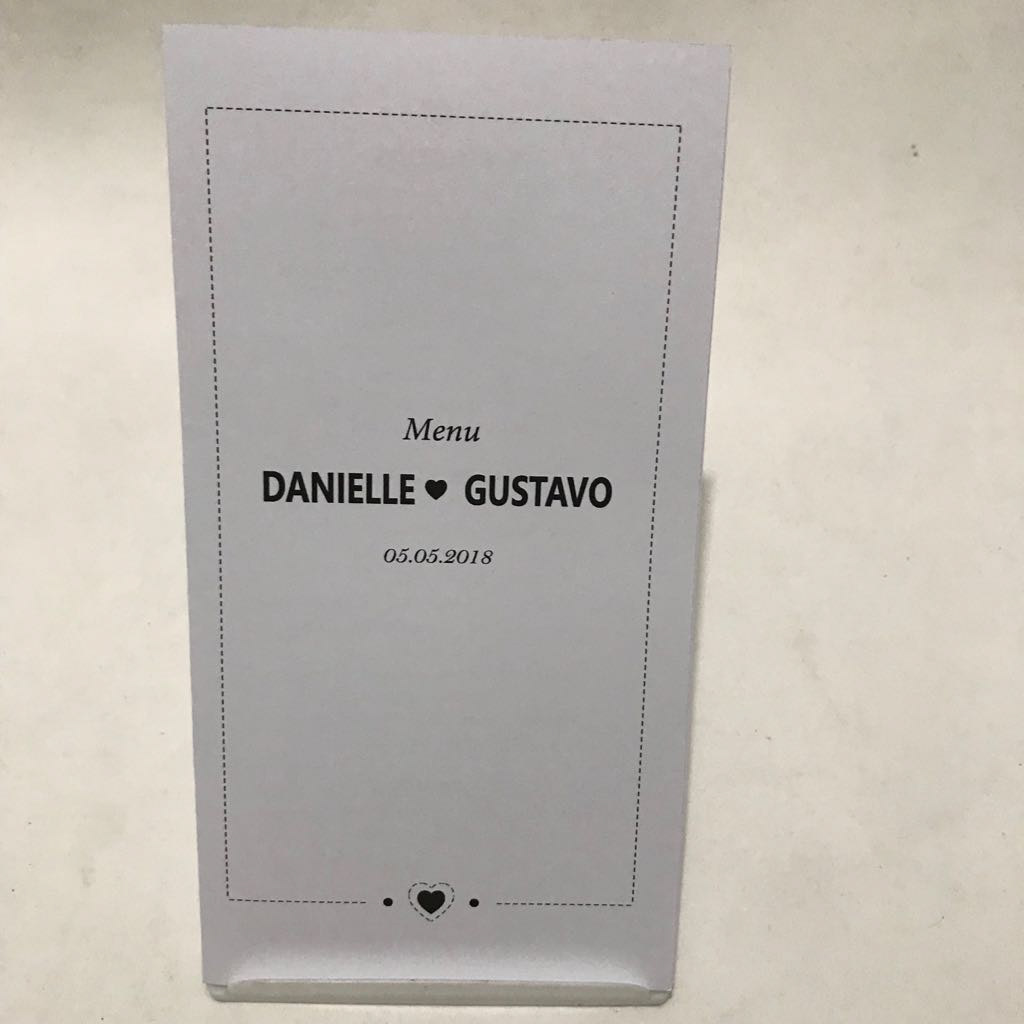 Menu
DANIELLE ♥ GUSTAVO
05.05.2018